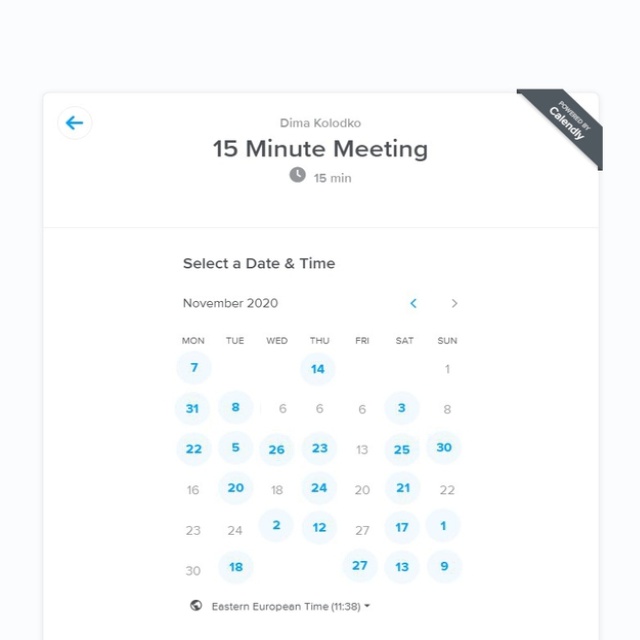 POWERED BY
Calendly
Dima Kolodko
15 Minute Meeting
15 min
Select a Date & Time
November 2020
MON TUE WED THU FRI SAT SUN
7 14 1
31 8 6 6 6 3 8
22 5 26 23 13 25 30
16 20 18 24 20 21 22
23 24 2 12 27 17 1
30 18 27 13 9
Eastern European Time (11:38)